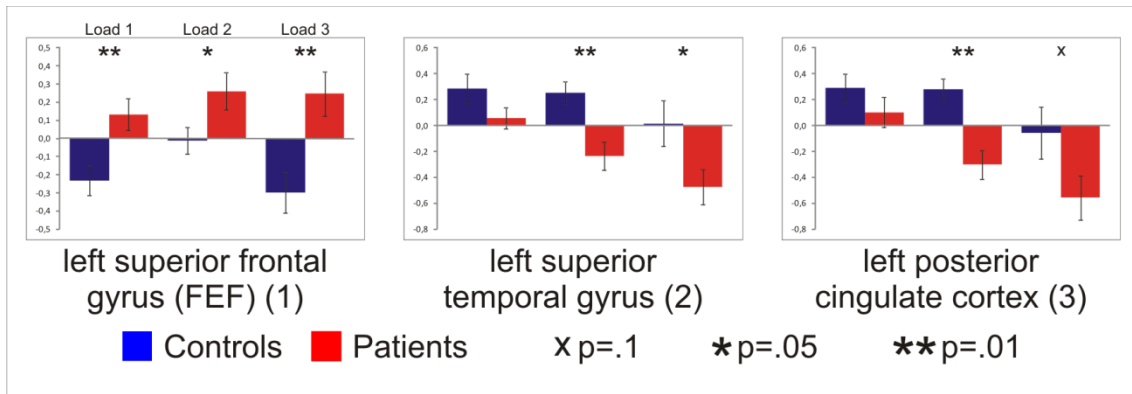 Load 1 Load 2 Load 3
** * **
0,5
0,4
0,3
0,2
0,1
0,0
-0,1
-0,2
-0,3
-0,4
-0,5
left superior frontal
gyrus (FEF) (1)
** *
0,6
0,4
0,2
0,0
-0,2
-0,4
-0,6
-0,8
left superior
temporal gyrus (2)
** x
0,6
0,4
0,2
0,0
-0,2
-0,4
-0,6
-0,8
left posterior
cingulate cortex (3)
Controls Patients x p=.1 * p=.05 ** p=.01